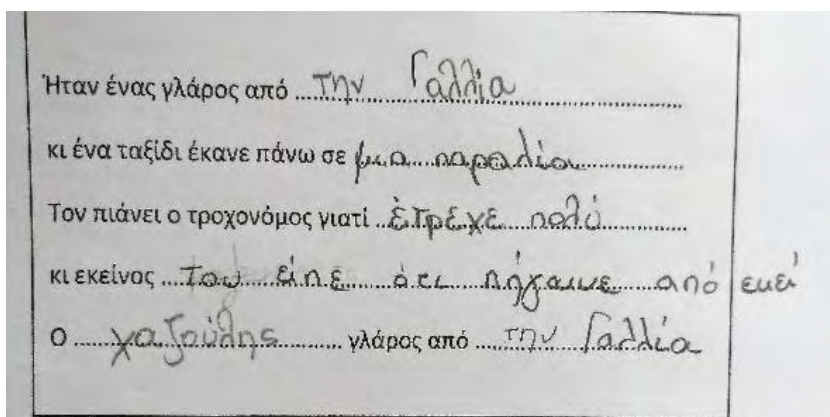 Ήταν ένας γλάρος από την Γαλλία
κι ένα ταξίδι έκανε πάνω σε μια παραλία
Τον πιάνει ο τροχονόμος γιατί έτρεχε πολύ
κι εκείνος του είπε ότι πήγαινε από εκεί
Ο χαζούλης γλάρος από την Γαλλία